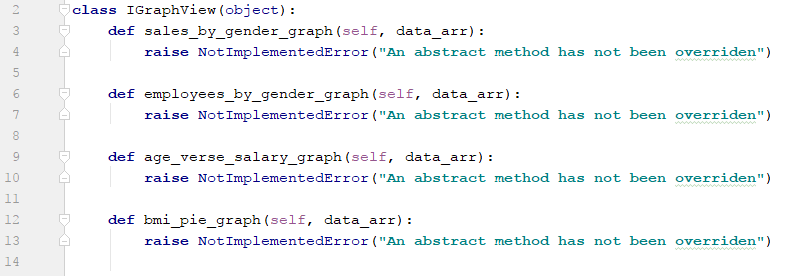 2 class IGraphView(object):
3     def sales_by_gender_graph(self, data_arr):
4         raise NotImplementedError("An abstract method has not been overriden")
5
6     def employees_by_gender_graph(self, data_arr):
7         raise NotImplementedError("An abstract method has not been overriden")
8
9     def age_verse_salary_graph(self, data_arr):
10         raise NotImplementedError("An abstract method has not been overriden")
11
12     def bmi_pie_graph(self, data_arr):
13         raise NotImplementedError("An abstract method has not been overriden")
14